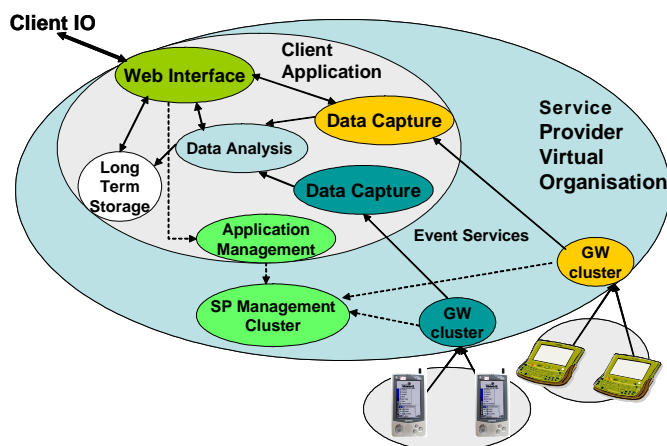 Client IO
Client
Application
Web Interface
Data Capture
Service
Provider
Virtual
Organisation
Data Analysis
Long
Term
Storage
Data Capture
Application
Management
Event Services
GW
cluster
SP Management
Cluster
GW
cluster